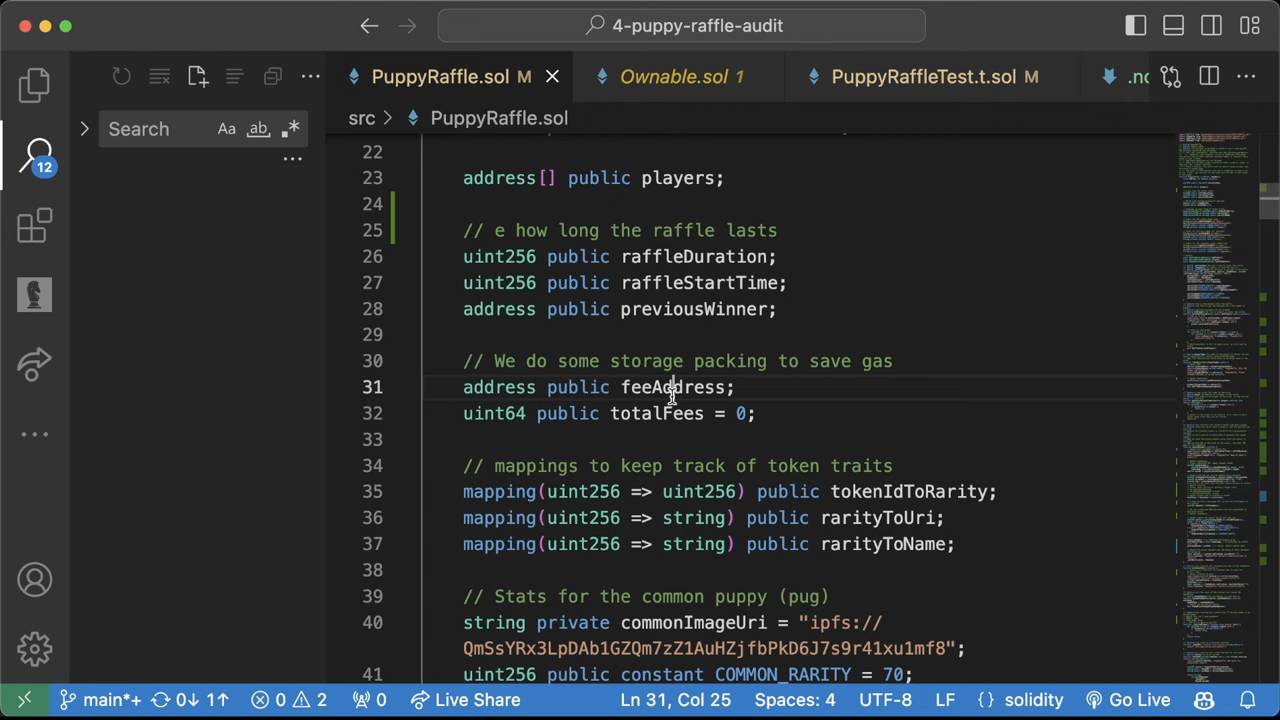 4-puppy-raffle-audit
PuppyRaffle.sol M
Ownable.sol 1
PuppyRaffleTest.t.sol M
Search
Aa
ab
12
src > PuppyRaffle.sol
22
23 address[] public players;
24
25 // @ how long the raffle lasts
26 uint256 public raffleDuration;
27 uint256 public raffleStartTime;
28 address public previousWinner;
29
30 // We do some storage packing to save gas
31 address public feeAddress;
32 uint64 public totalFees = 0;
33
34 // mappings to keep track of token traits
35 mapping(uint256 => uint256) public tokenIdToRarity;
36 mapping(uint256 => string) public rarityToUri;
37 mapping(uint256 => string) public rarityToName;
38
39 // Stats for the common puppy (pug)
40 string private commonImageUri = "ipfs://
QmSsYRx3LpDAb1GZQm7zZ1AuHZjfbPkD6J7s9r41xu1mf8";
41 uint256 public constant COMMON_RARITY = 70;
main*+ 0↓ 1↑ 0 2 0 Live Share Ln 31, Col 25 Spaces: 4 UTF-8 LF {} solidity Go Live